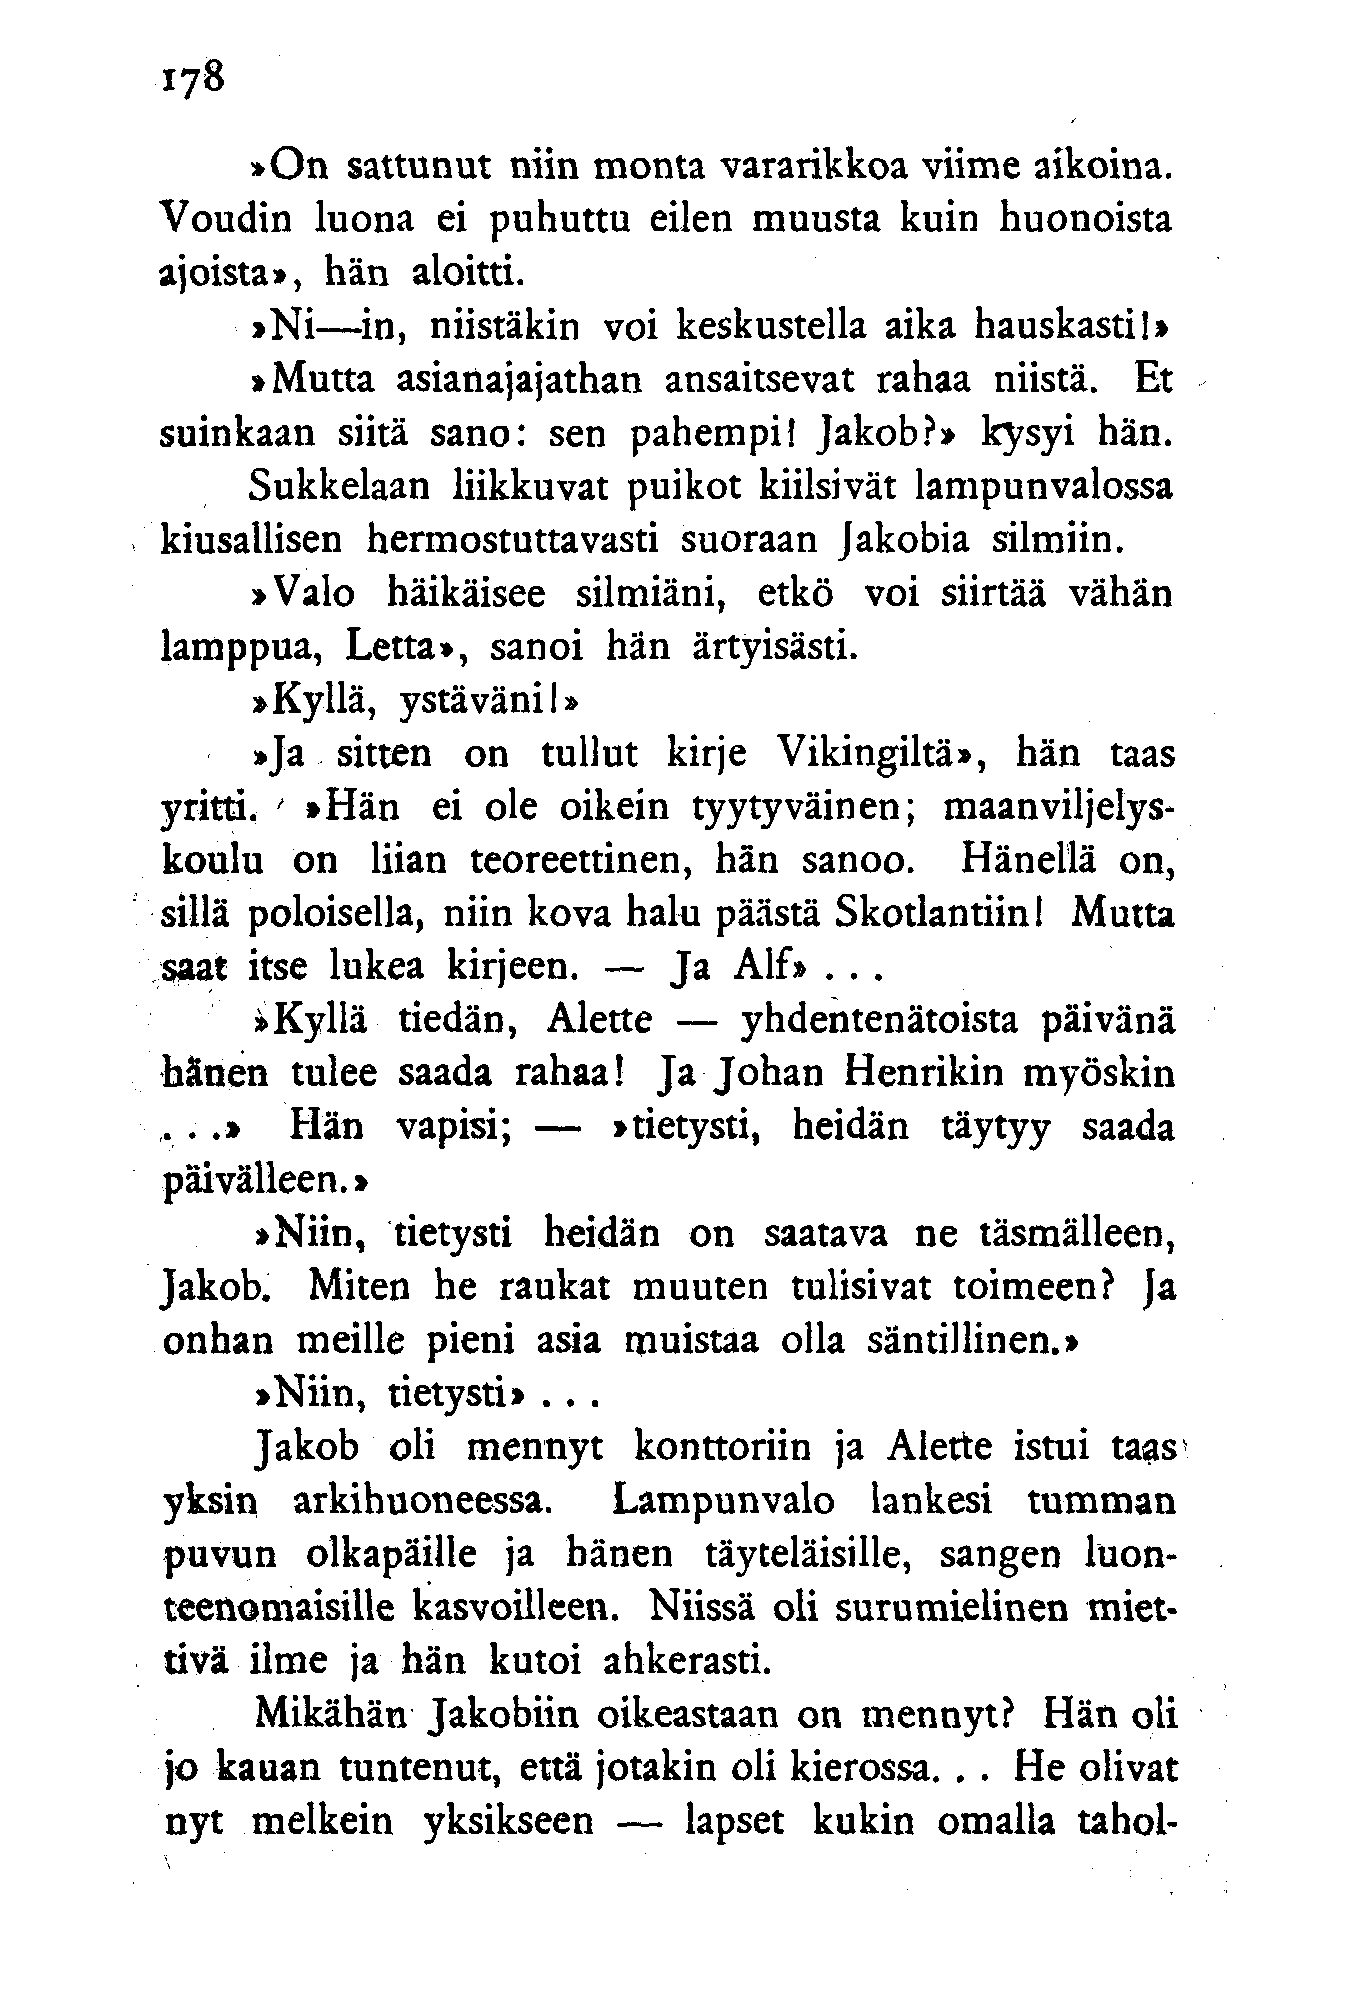 178
»On sattunut niin monta vararikkoa viime aikoina.
Voudin luona ei puhuttu eilen muusta kuin huonoista
ajoista», hän aloitti.
»Ni—in, niistäkin voi keskustella aika hauskasti!»
»Mutta asianajajathan ansaitsevat rahaa niistä. Et
suinkaan siitä sano: sen pahempi! Jakob?» kysyi hän.
Sukkelaan liikkuvat puikot kiilsivät lampunvalossa
kiusallisen hermostuttavasti suoraan Jakobia silmiin.
»Valo häikäisee silmiäni, etkö voi siirtää vähän
lamppua, Letta», sanoi hän ärtyisästi.
»Kyllä, ystäväni!»
»Ja sitten on tullut kirje Vikingiltä», hän taas
yritti. »Hän ei ole oikein tyytyväinen; maanviljelys-
koulu on liian teoreettinen, hän sanoo. Hänellä on,
sillä poloisella, niin kova halu päästä Skotlantiin! Mutta
saat itse lukea kirjeen. — Ja Alf» . . .
»Kyllä tiedän, Alette — yhdentenätoista päivänä
hänen tulee saada rahaa! Ja Johan Henrikin myöskin
. . .» Hän vapisi; — »tietysti, heidän täytyy saada
päivälleen.»
»Niin, tietysti heidän on saatava ne täsmälleen,
Jakob. Miten he raukat muuten tulisivat toimeen? Ja
onhan meille pieni asia muistaa olla säntillinen.»
»Niin, tietysti» . . .
Jakob oli mennyt konttoriin ja Alette istui taas
yksin arkihuoneessa. Lampunvalo lankesi tumman
puvun olkapäille ja hänen täyteläisille, sangen luon-
teenomaisille kasvoilleen. Niissä oli surumielinen miet-
tivä ilme ja hän kutoi ahkerasti.
Mikähän Jakobiin oikeastaan on mennyt? Hän oli
jo kauan tuntenut, että jotakin oli kierossa. . . He olivat
nyt melkein yksikseen — lapset kukin omalla tahol-